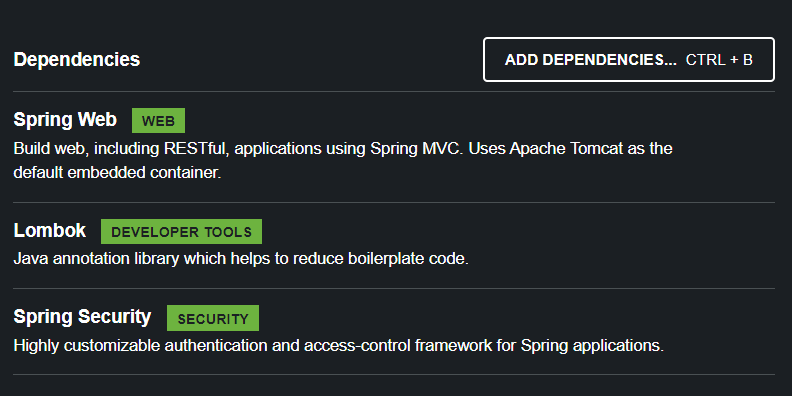 Dependencies
ADD DEPENDENCIES... CTRL + B
Spring Web WEB
Build web, including RESTful, applications using Spring MVC. Uses Apache Tomcat as the
default embedded container.
Lombok DEVELOPER TOOLS
Java annotation library which helps to reduce boilerplate code.
Spring Security SECURITY
Highly customizable authentication and access-control framework for Spring applications.